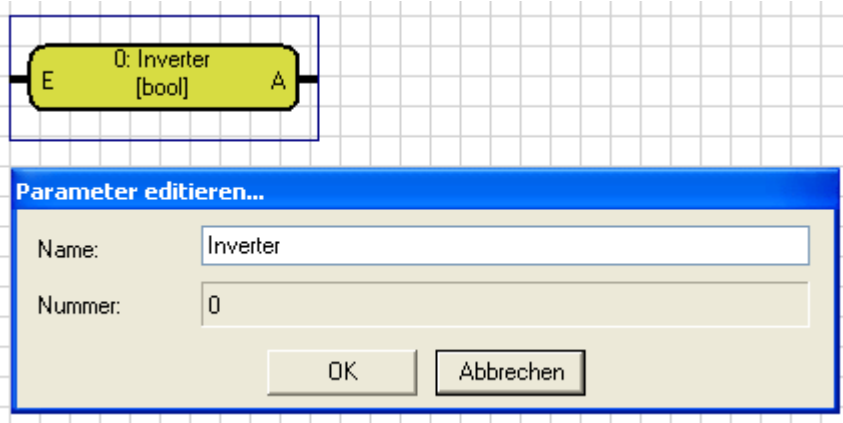 0: Inverter
E [bool] A
Parameter editieren...
Name: Inverter
Nummer: 0
OK Abbrechen